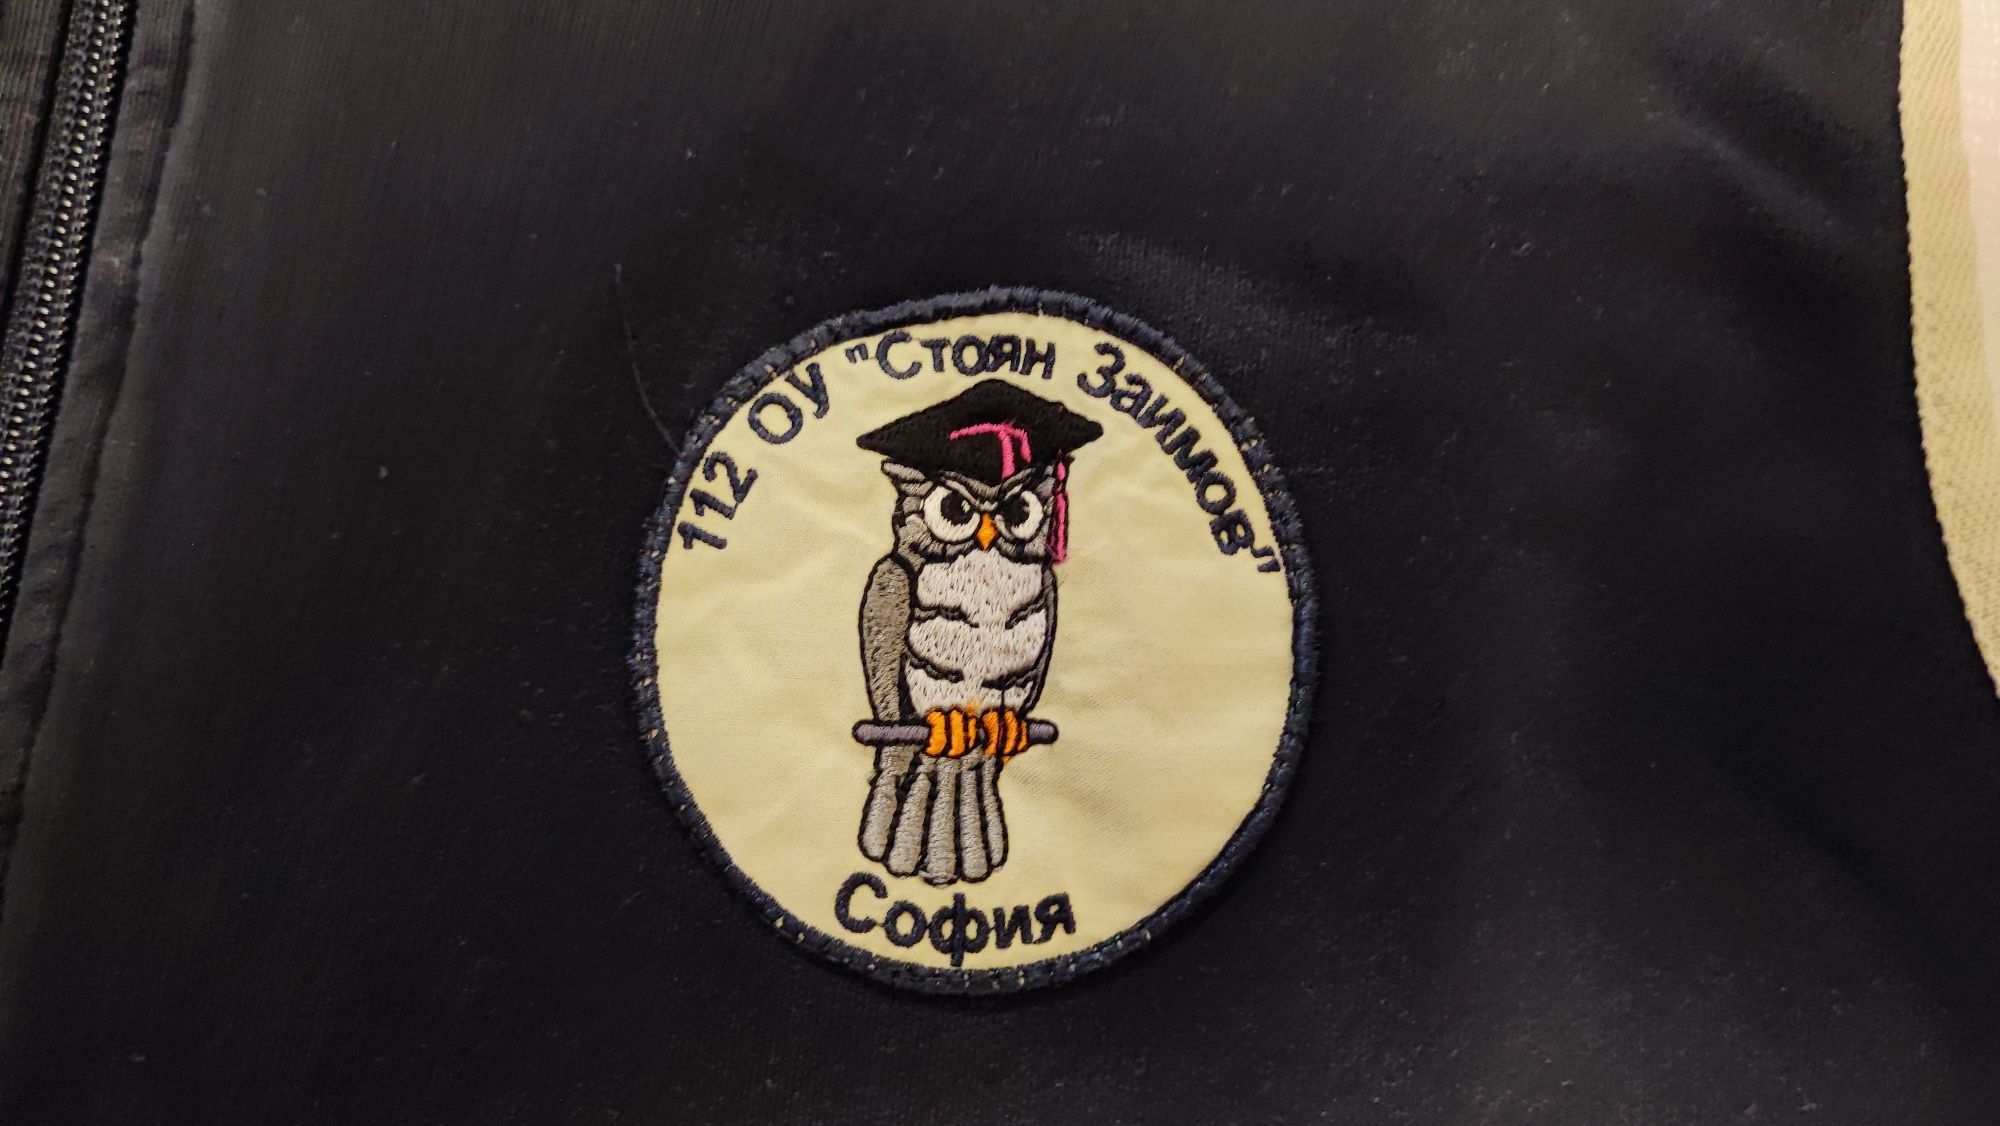 112 Оу "Стоян Заимов"
София